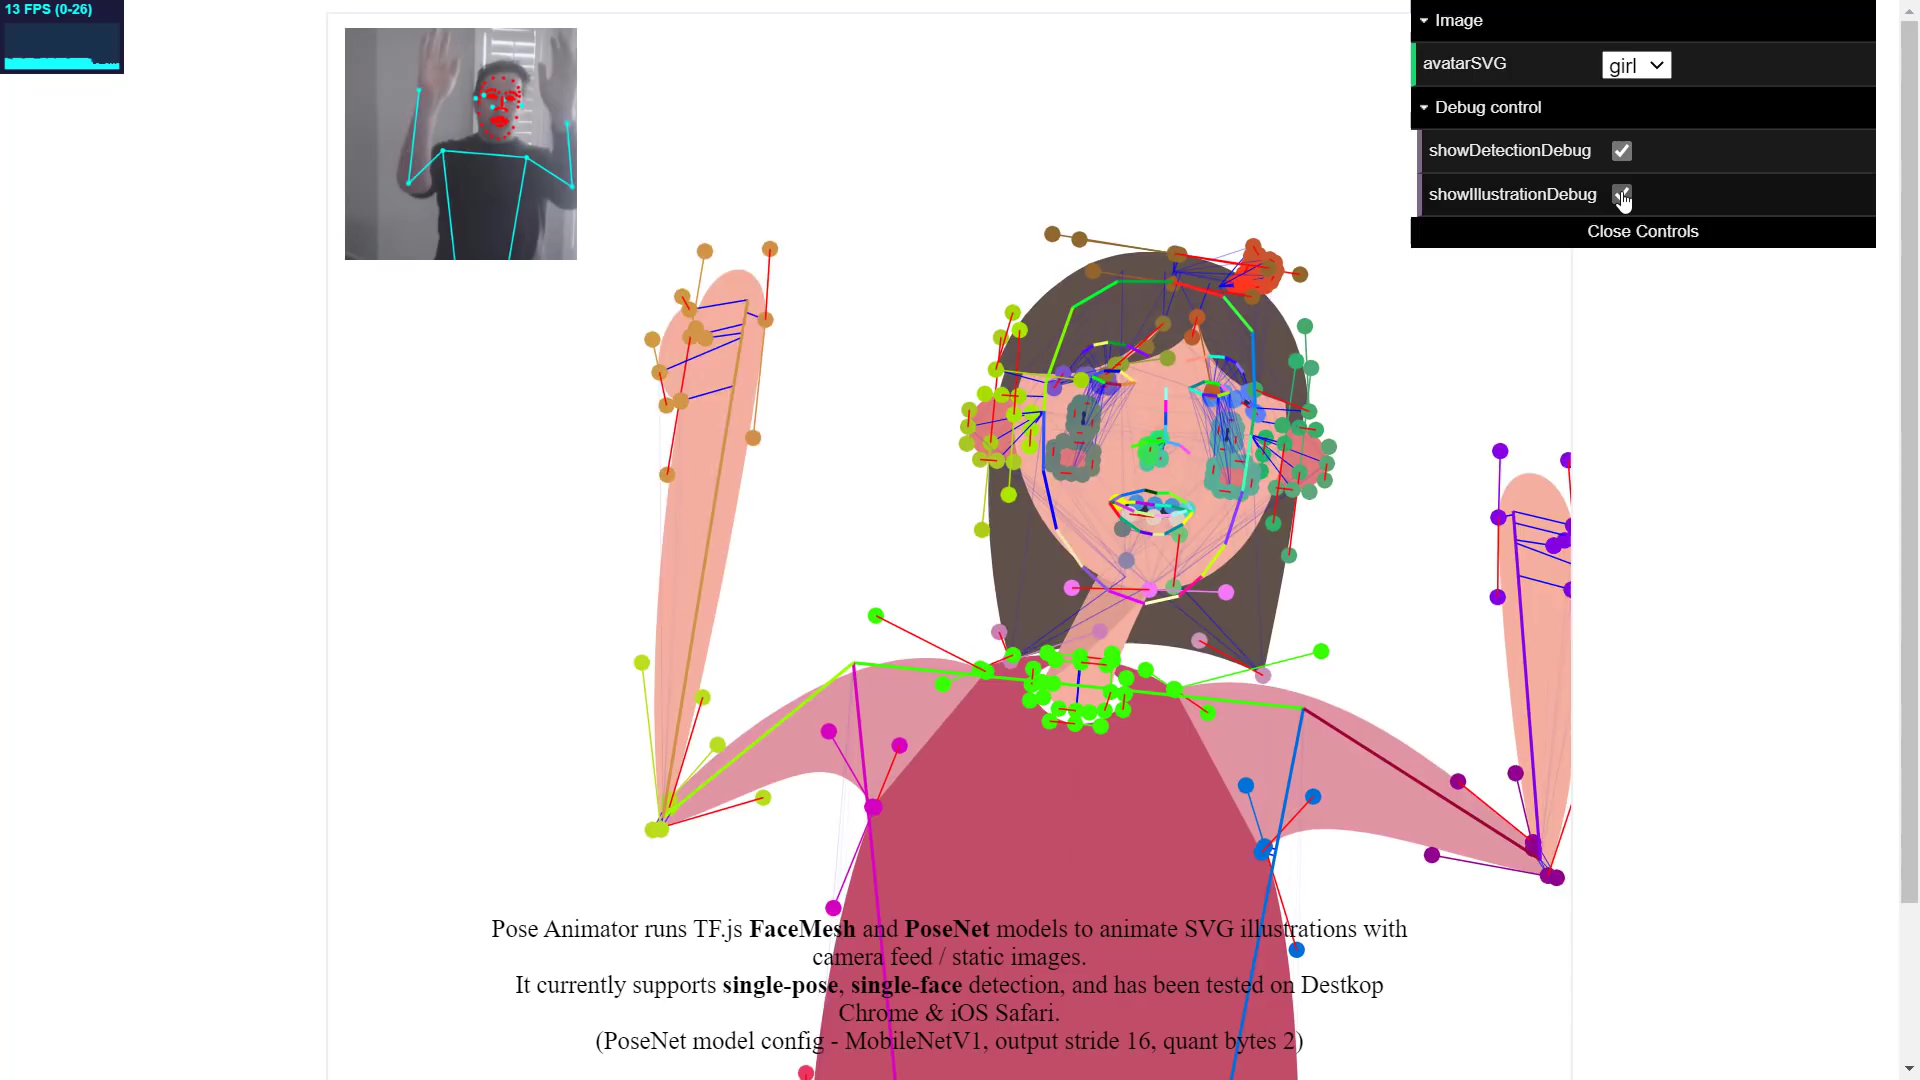 13 FPS (0-26)
Image
avatarSVG
girl
Debug control
showDetectionDebug
showIllustrationDebug
Close Controls
Pose Animator runs TF.js FaceMesh and PoseNet models to animate SVG illustrations with
camera feed / static images.
It currently supports single-pose, single-face detection, and has been tested on Destkop
Chrome & iOS Safari.
(PoseNet model config - MobileNetV1, output stride 16, quant bytes 2)